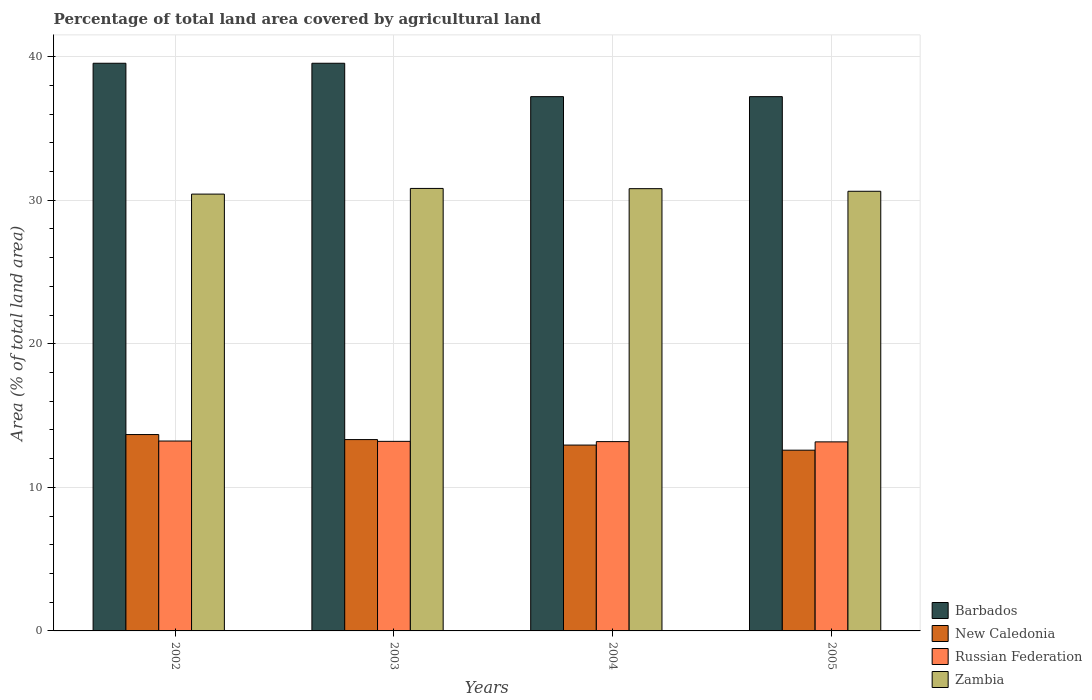 Percentage of total land area covered by agricultural land
Area (% of total land area)
40
30
20
10
0
2002
2003
2004
2005
Years
Barbados
New Caledonia
Russian Federation
Zambia